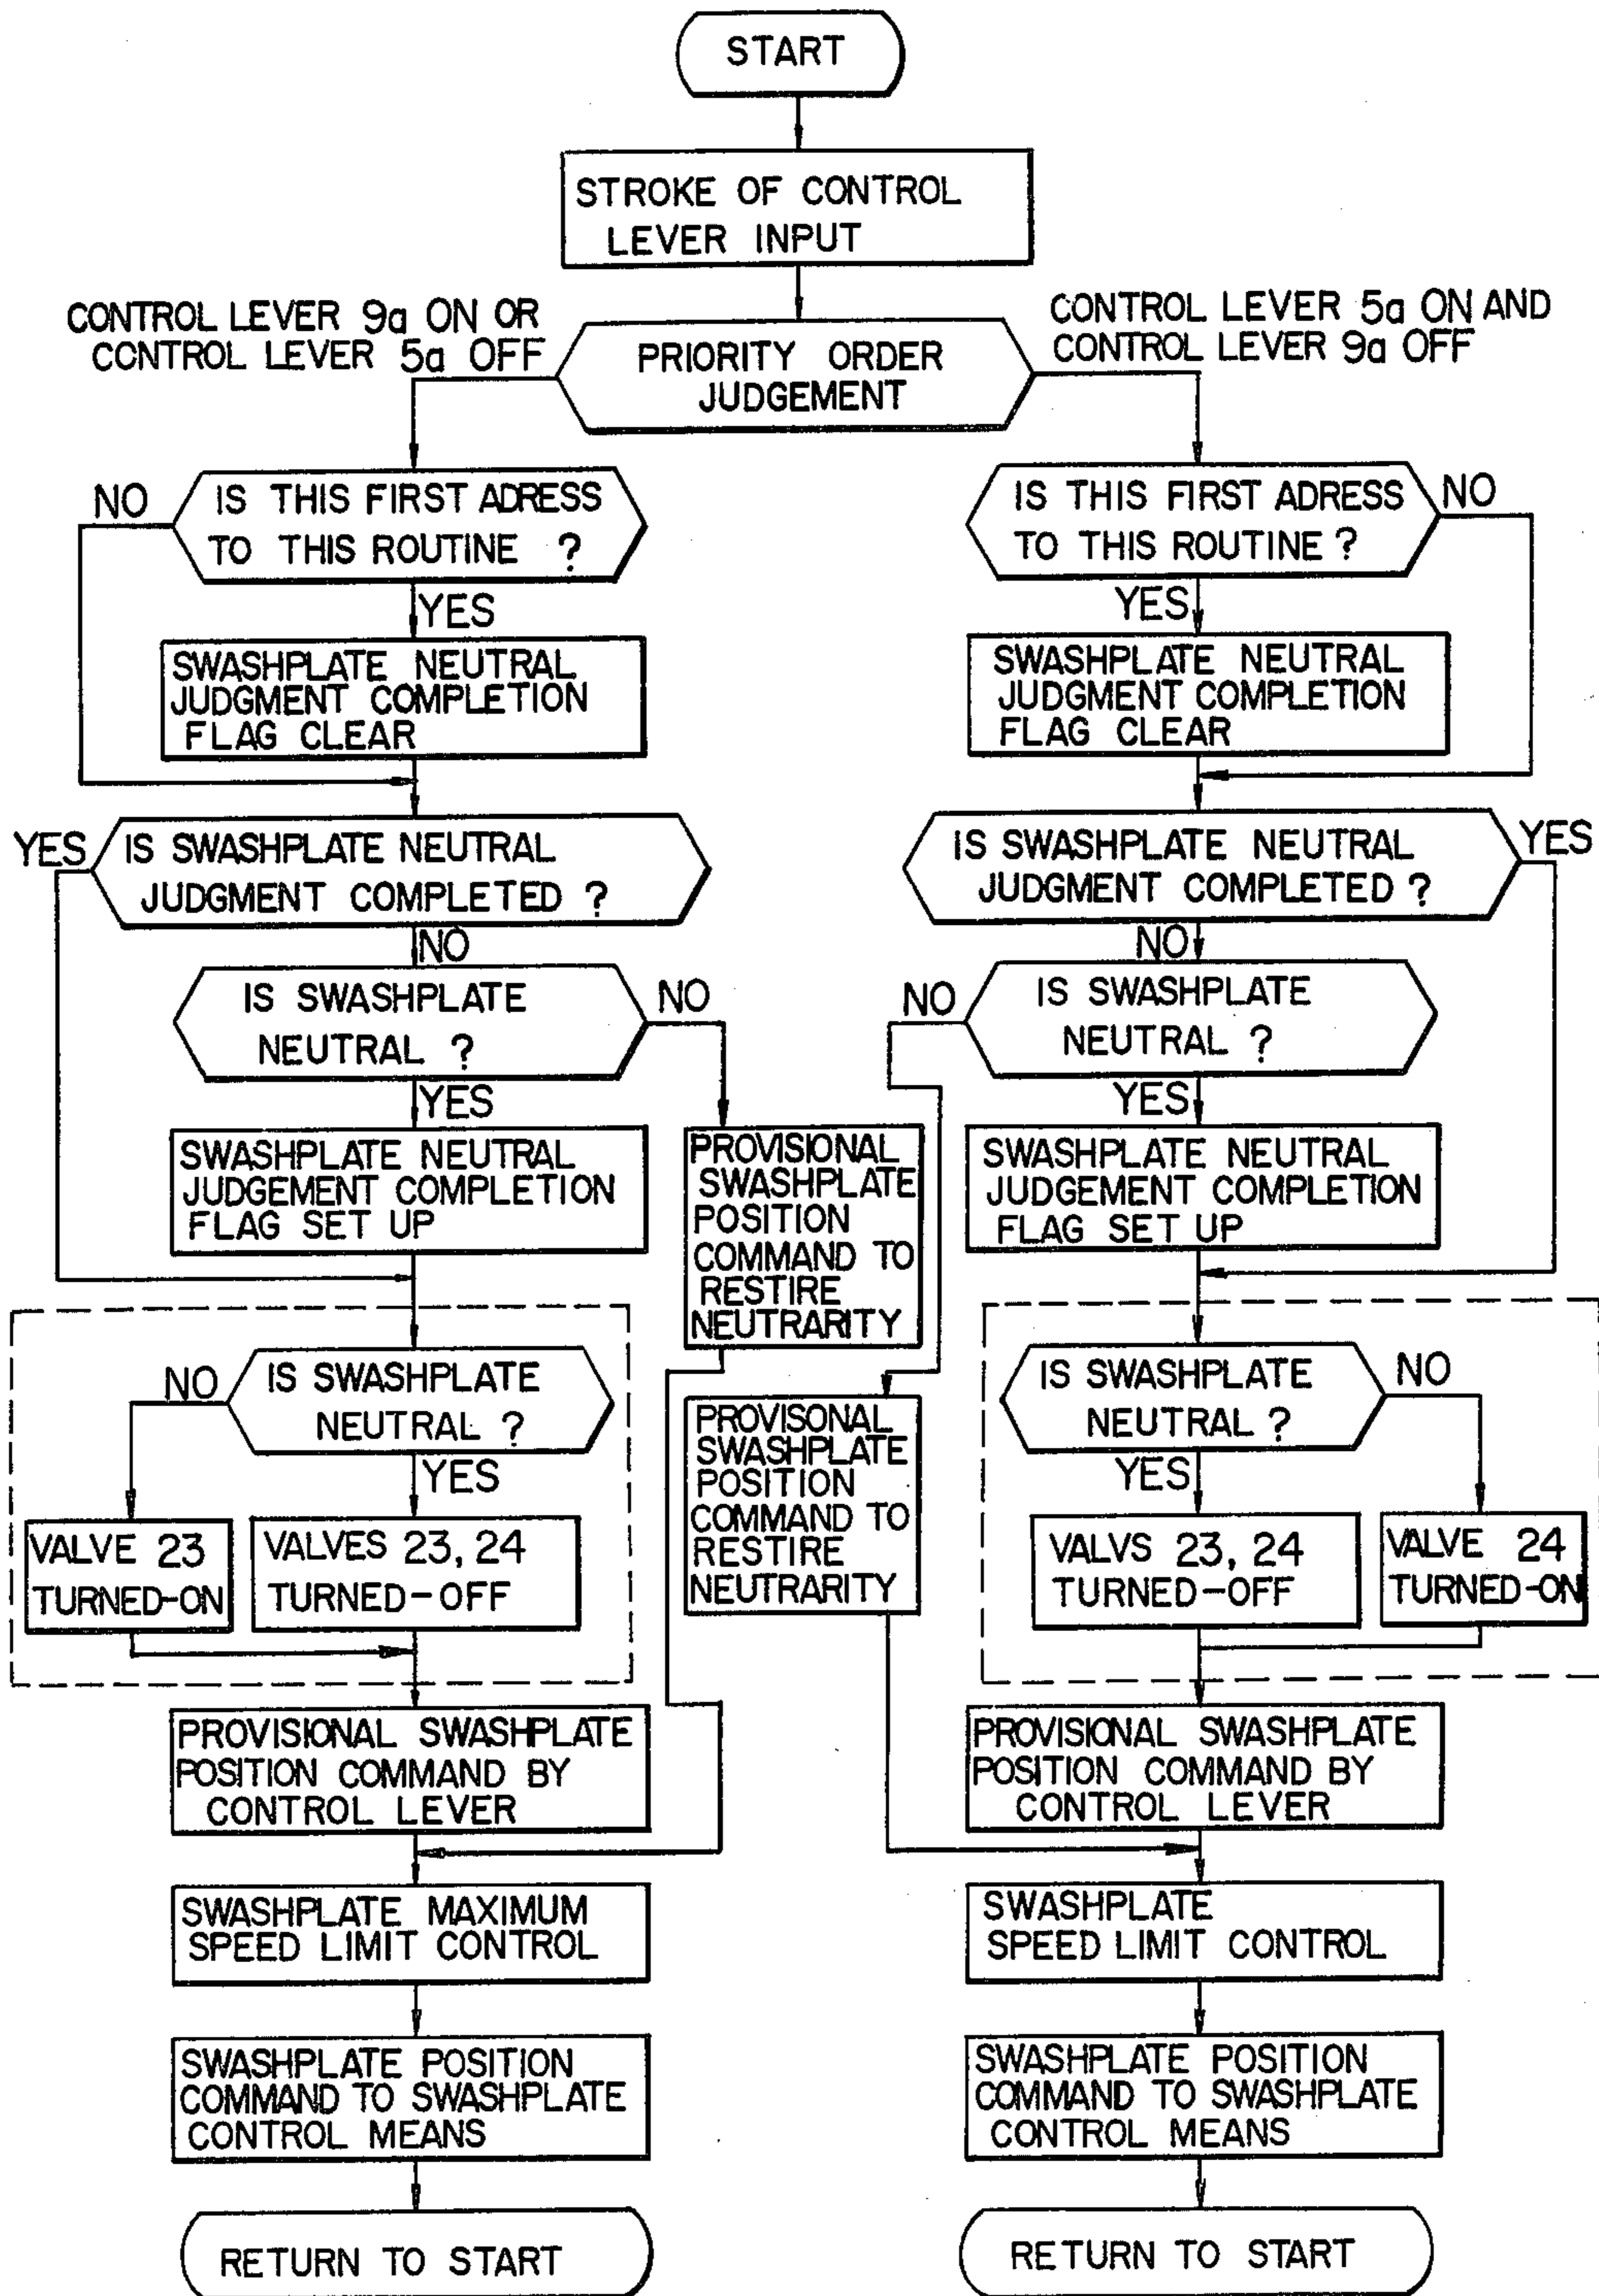 START
STROKE OF CONTROL
LEVER INPUT
CONTROL LEVER 9a ON OR
CONTROL LEVER 5a OFF
PRIORITY ORDER
JUDGEMENT
CONTROL LEVER 5a ON AND
CONTROL LEVER 9a OFF
NO
IS THIS FIRST ADRESS
TO THIS ROUTINE ?
YES
SWASHPLATE NEUTRAL
JUDGMENT COMPLETION
FLAG CLEAR
YES
IS SWASHPLATE NEUTRAL
JUDGMENT COMPLETED ?
NO
IS SWASHPLATE
NEUTRAL ?
NO
YES
SWASHPLATE NEUTRAL
JUDGEMENT COMPLETION
FLAG SET UP
PROVISIONAL
SWASHPLATE
POSITION
COMMAND TO
RESTIRE
NEUTRARITY
NO
IS SWASHPLATE
NEUTRAL ?
YES
VALVE 23
TURNED-ON
VALVES 23, 24
TURNED-OFF
PROVISIONAL SWASHPLATE
POSITION COMMAND BY
CONTROL LEVER
SWASHPLATE MAXIMUM
SPEED LIMIT CONTROL
SWASHPLATE POSITION
COMMAND TO SWASHPLATE
CONTROL MEANS
RETURN TO START
IS THIS FIRST ADRESS
TO THIS ROUTINE ?
NO
YES
SWASHPLATE NEUTRAL
JUDGMENT COMPLETION
FLAG CLEAR
IS SWASHPLATE NEUTRAL
JUDGMENT COMPLETED ?
YES
NO
NO
IS SWASHPLATE
NEUTRAL ?
YES
SWASHPLATE NEUTRAL
JUDGEMENT COMPLETION
FLAG SET UP
PROVISONAL
SWASHPLATE
POSITION
COMMAND TO
RESTIRE
NEUTRARITY
IS SWASHPLATE
NEUTRAL ?
NO
YES
VALVS 23, 24
TURNED-OFF
VALVE 24
TURNED-ON
PROVISIONAL SWASHPLATE
POSITION COMMAND BY
CONTROL LEVER
SWASHPLATE
SPEED LIMIT CONTROL
SWASHPLATE POSITION
COMMAND TO SWASHPLATE
CONTROL MEANS
RETURN TO START